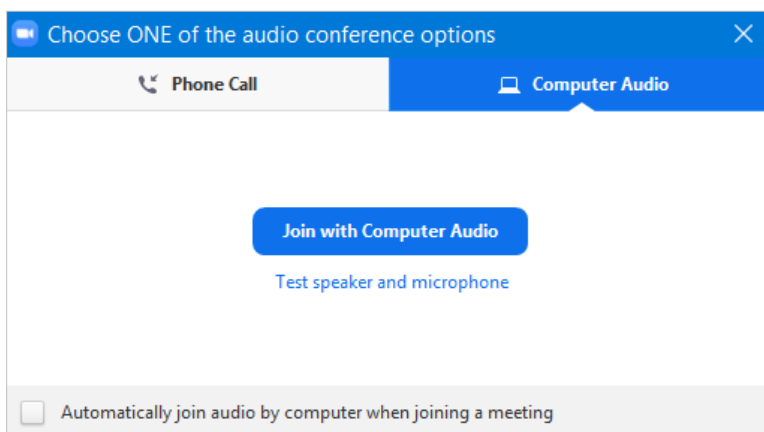 Choose ONE of the audio conference options
Phone Call
Computer Audio
Join with Computer Audio
Test speaker and microphone
Automatically join audio by computer when joining a meeting